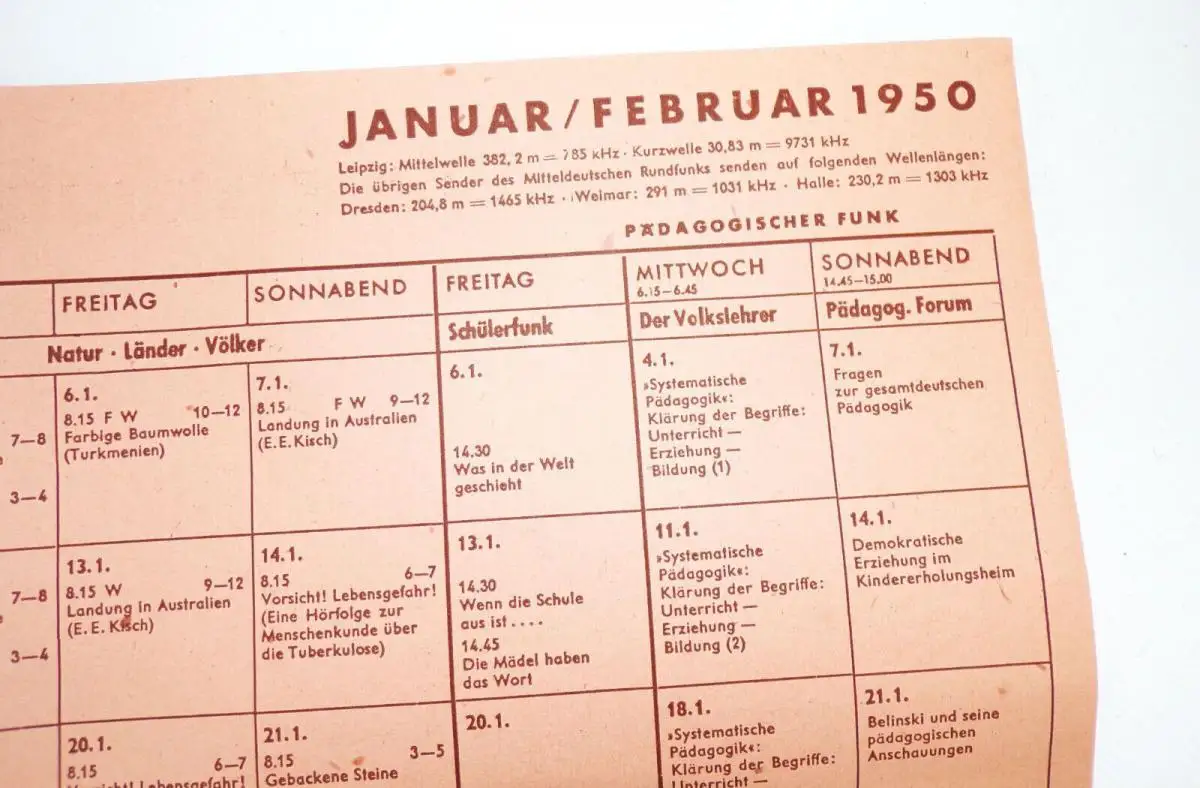 JANUAR/FEBRUAR 1950
Leipzig: Mittelwelle 382,2 m = 785 kHz · Kurzwelle 30,83 m = 9731 kHz
Die übrigen Sender des Mitteldeutschen Rundfunks senden auf folgenden Wellenlängen:
Dresden: 204,8 m = 1465 kHz · Weimar: 291 m = 1031 kHz · Halle: 230,2 m = 1303 kHz
PÄDAGOGISCHER FUNK
FREITAG
SONNABEND
Natur · Länder · Völker
7—8
3—4
6.1.
8.15 F W 10—12
Farbige Baumwolle
(Turkmenien)
7.1.
8.15 F W 9—12
Landung in Australien
(E.E.Kisch)
7—8
3—4
13.1.
8.15 W 9—12
Landung in Australien
(E.E.Kisch)
14.1.
8.15 6—7
Vorsicht! Lebensgefahr!
(Eine Hörfolge zur
Menschenkunde über
die Tuberkulose)
20.1.
8.15 6—7
Vorsicht! Lebensgefahr!
21.1.
8.15 3—5
Gebackene Steine
FREITAG
Schülerfunk
6.1.
14.30
Was in der Welt
geschieht
13.1.
14.30
Wenn die Schule
aus ist....
14.45
Die Mädel haben
das Wort
20.1.
MITTWOCH
6.15—6.45
Der Volkslehrer
4.1.
»Systematische
Pädagogik«:
Klärung der Begriffe:
Unterricht —
Erziehung —
Bildung (1)
11.1.
»Systematische
Pädagogik«:
Klärung der Begriffe:
Unterricht —
Erziehung —
Bildung (2)
18.1.
»Systematische
Pädagogik«:
Klärung der Begriffe:
Unterricht —
SONNABEND
14.45—15.00
Pädagog. Forum
7.1.
Fragen
zur gesamtdeutschen
Pädagogik
14.1.
Demokratische
Erziehung im
Kindererholungsheim
21.1.
Belinski und seine
pädagogischen
Anschauungen